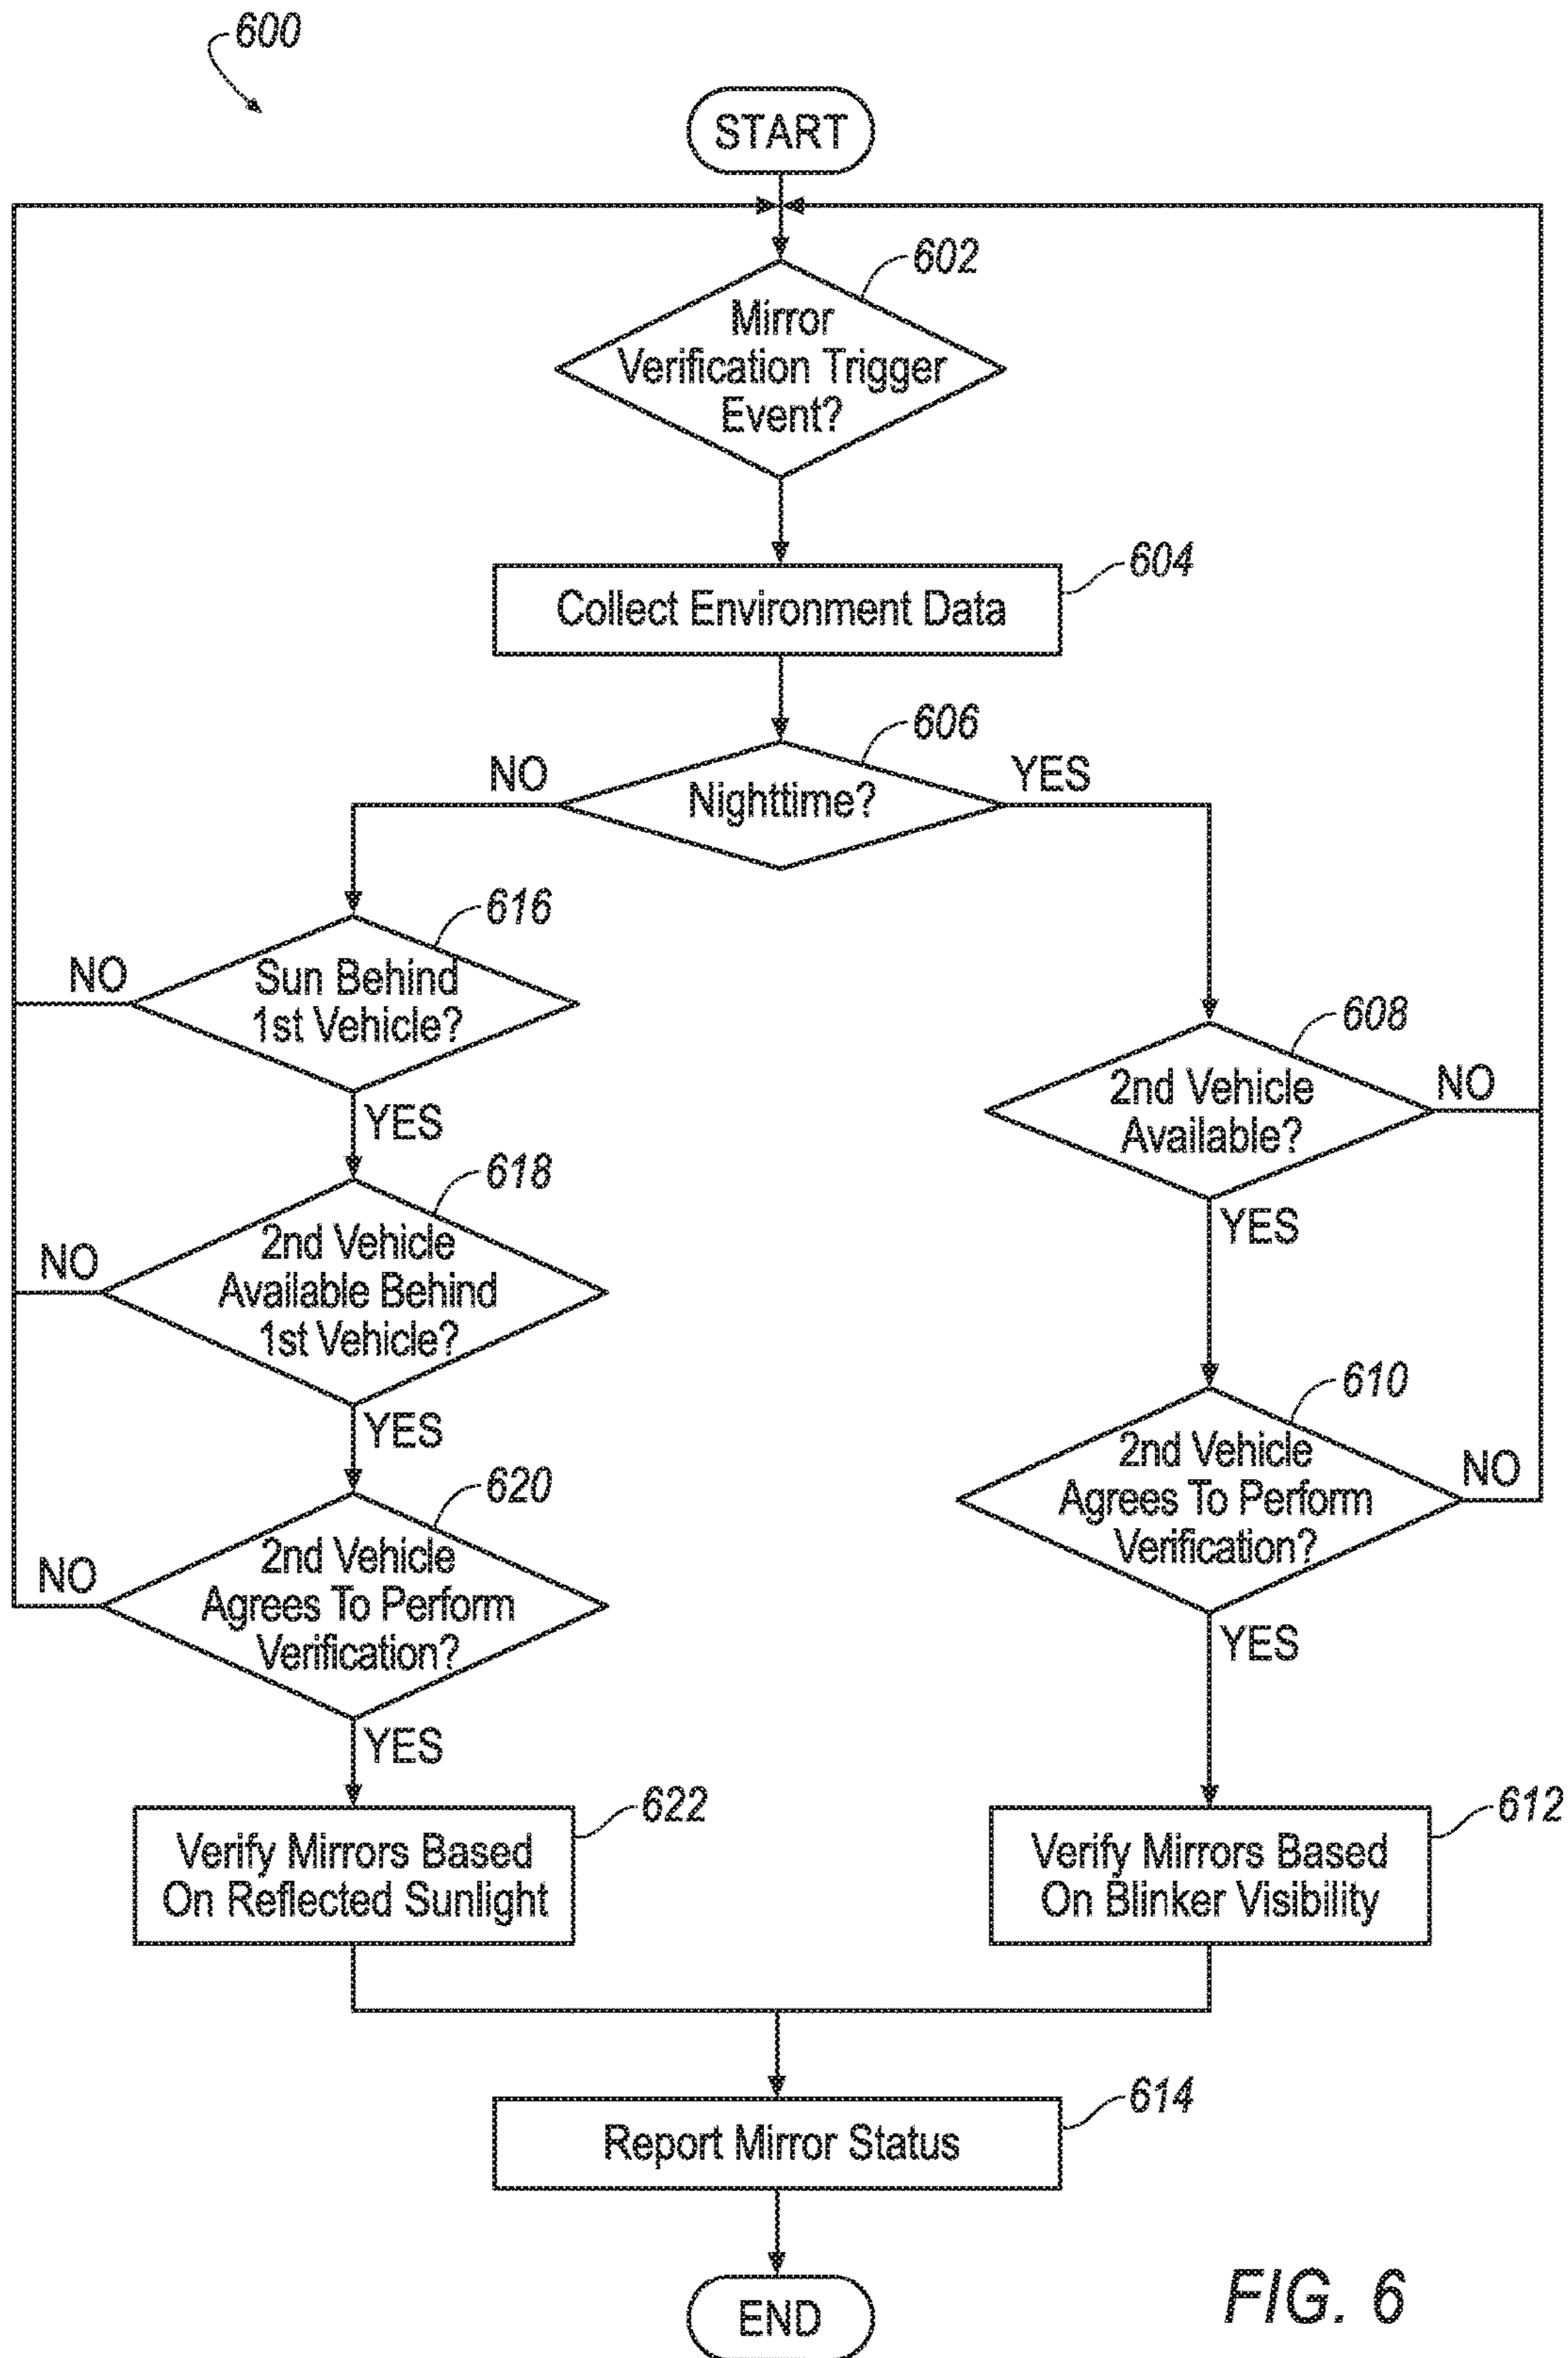 600
START
602
Mirror
Verification Trigger
Event?
604
Collect Environment Data
606
NO
YES
Nighttime?
616
NO
Sun Behind
1st Vehicle?
YES
608
2nd Vehicle
Available?
NO
YES
618
NO
2nd Vehicle
Available Behind
1st Vehicle?
YES
610
2nd Vehicle
Agrees To Perform
Verification?
NO
YES
620
NO
2nd Vehicle
Agrees To Perform
Verification?
YES
622
Verify Mirrors Based
On Reflected Sunlight
612
Verify Mirrors Based
On Blinker Visibility
614
Report Mirror Status
END
FIG. 6